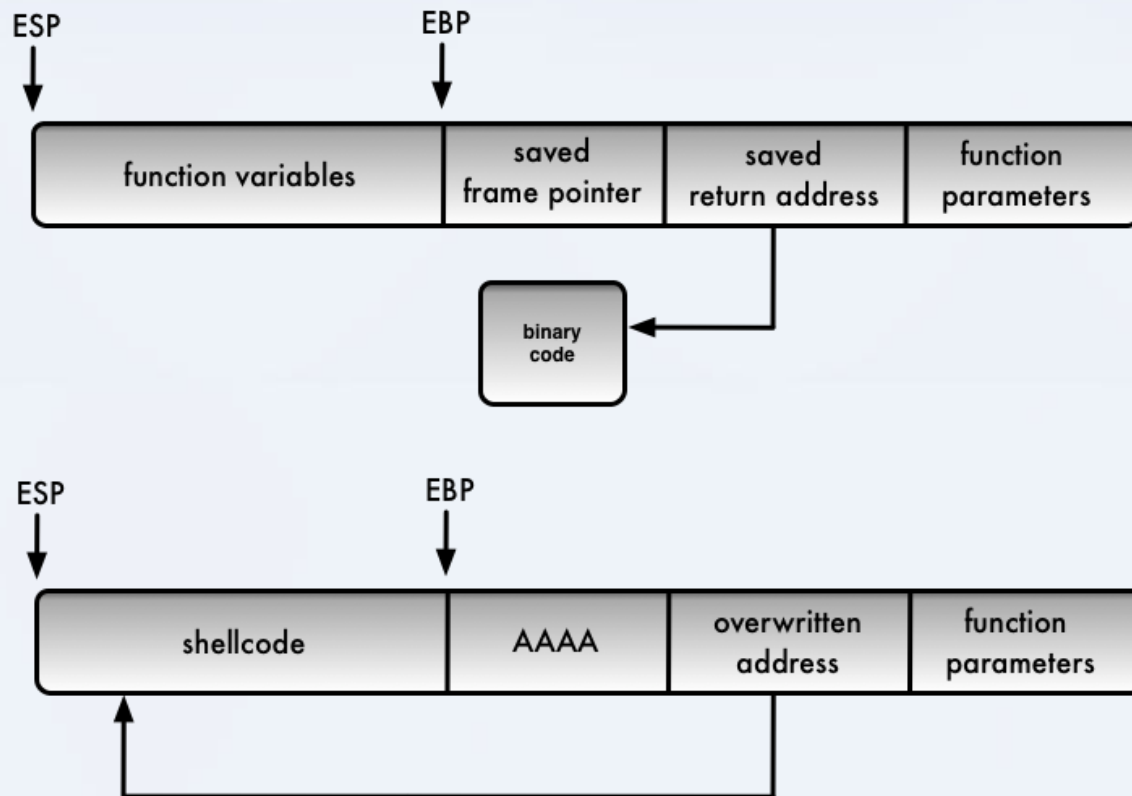 ESP
EBP
function variables
saved
frame pointer
saved
return address
function
parameters
binary
code
ESP
EBP
shellcode
AAAA
overwritten
address
function
parameters